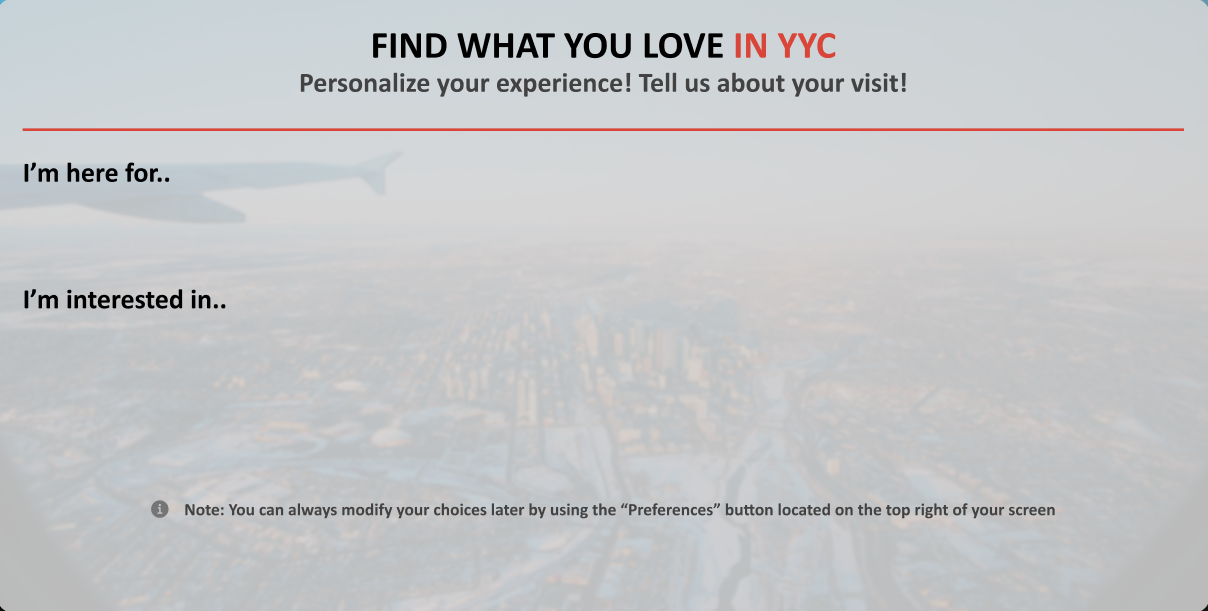 FIND WHAT YOU LOVE IN YYC
Personalize your experience! Tell us about your visit!
I’m here for..
I’m interested in..
Note: You can always modify your choices later by using the “Preferences” button located on the top right of your screen